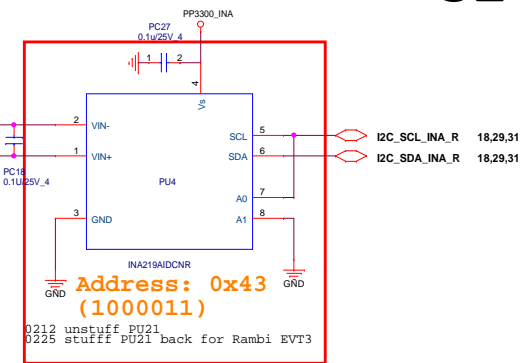 PP3300_INA
PC27
0.1u/25V_4
1 2
4
Vs
2 VIN- SCL 5 I2C_SCL_INA_R 18,29,31
1 VIN+ SDA 6 I2C_SDA_INA_R 18,29,31
PC18
0.1U/25V_4
PU4
A0 7
3 GND A1 8
INA219AIDCNR
GND GND
Address: 0x43
(1000011)
0212 unstuff PU21
0225 stufff PU21 back for Rambi EVT3